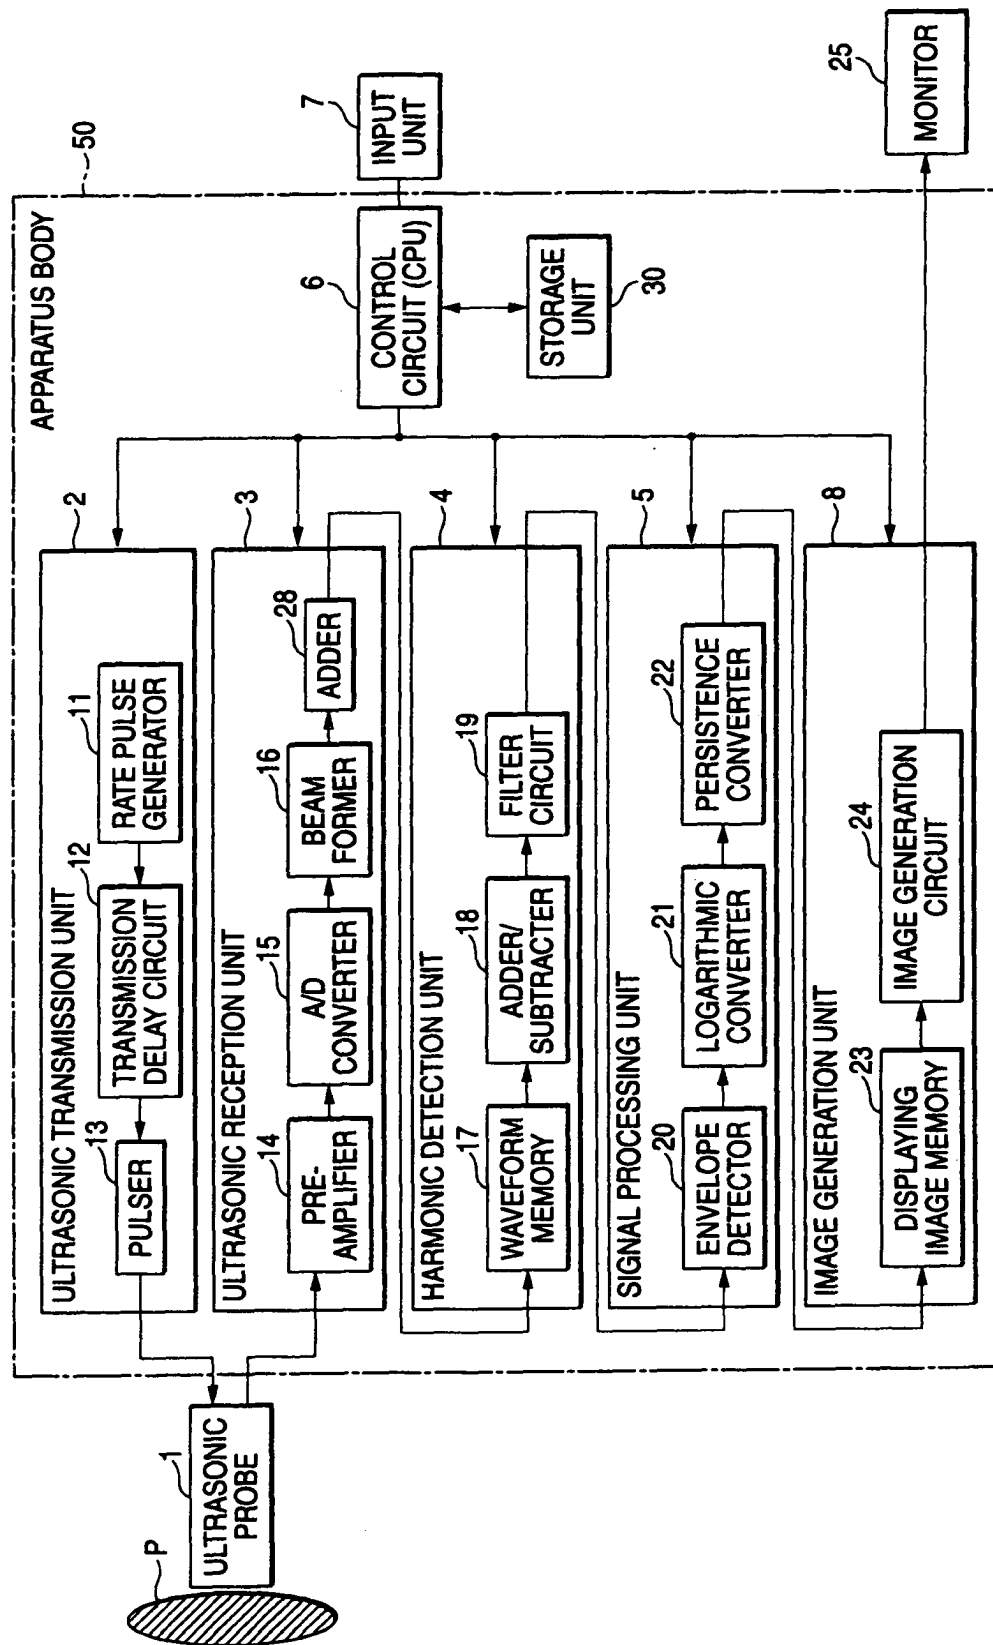 APPARATUS BODY
50
ULTRASONIC TRANSMISSION UNIT
2
13
PULSER
12
TRANSMISSION
DELAY CIRCUIT
11
RATE PULSE
GENERATOR
ULTRASONIC RECEPTION UNIT
3
14
PRE-
AMPLIFIER
15
A/D
CONVERTER
16
BEAM
FORMER
28
ADDER
6
CONTROL
CIRCUIT (CPU)
7
INPUT
UNIT
P
1
ULTRASONIC
PROBE
HARMONIC DETECTION UNIT
4
17
WAVEFORM
MEMORY
18
ADDER/
SUBTRACTER
19
FILTER
CIRCUIT
STORAGE
UNIT
30
SIGNAL PROCESSING UNIT
5
20
ENVELOPE
DETECTOR
21
LOGARITHMIC
CONVERTER
22
PERSISTENCE
CONVERTER
IMAGE GENERATION UNIT
8
23
DISPLAYING
IMAGE MEMORY
24
IMAGE GENERATION
CIRCUIT
25
MONITOR